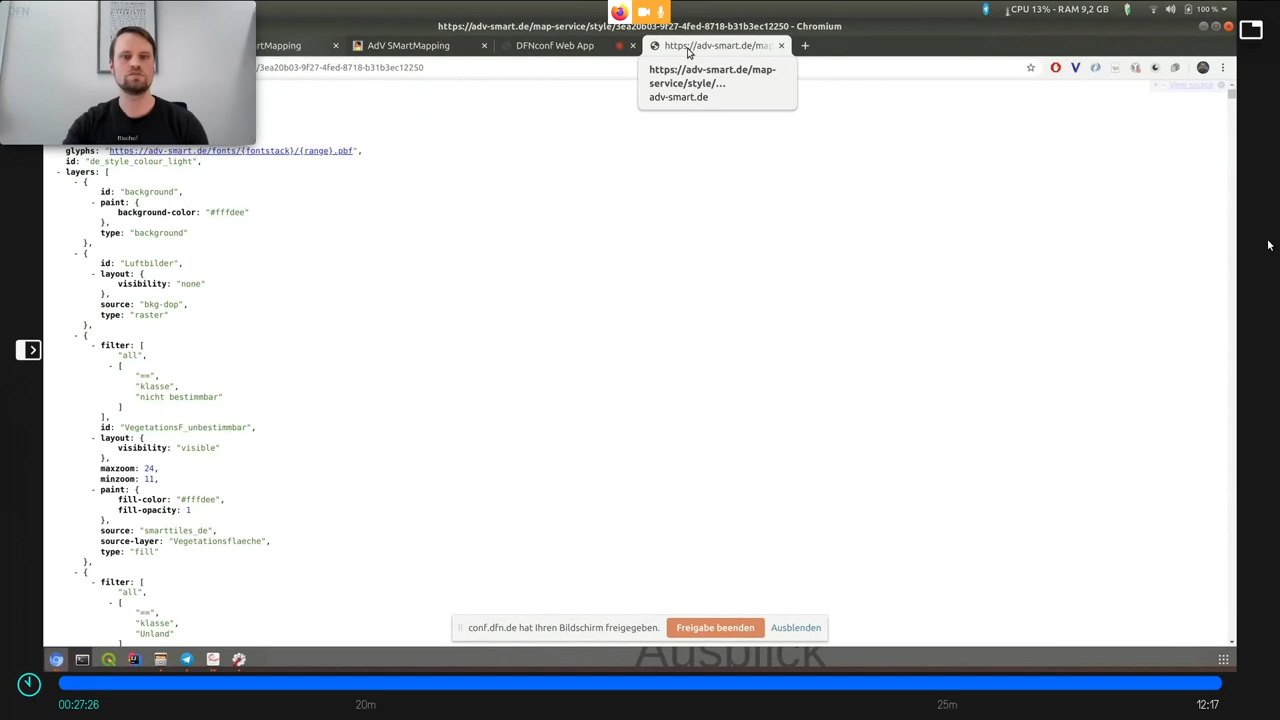 DFN
https://adv-smart.de/map-service/style/3ea20b03-9f27-4fed-8718-b31b3ec12250 - Chromium
CPU 13% - RAM 9,2 GB
100 %
artMapping
AdV SMartMapping
DFNconf Web App
https://adv-smart.de/map
/3ea20b03-9f27-4fed-8718-b31b3ec12250
https://adv-smart.de/map-
service/style/…
adv-smart.de
View source
Rischel
glyphs: "https://adv-smart.de/fonts/{fontstack}/{range}.pbf",
id: "de_style_colour_light",
- layers: [
- {
id: "background",
- paint: {
background-color: "#fffdee"
},
type: "background"
},
- {
id: "Luftbilder",
- layout: {
visibility: "none"
},
source: "bkg-dop",
type: "raster"
},
- {
- filter: [
"all",
- [
"==",
"klasse",
"nicht bestimmbar"
]
],
id: "VegetationsF_unbestimmbar",
- layout: {
visibility: "visible"
},
maxzoom: 24,
minzoom: 11,
- paint: {
fill-color: "#fffdee",
fill-opacity: 1
},
source: "smarttiles_de",
source-layer: "Vegetationsflaeche",
type: "fill"
},
- {
- filter: [
"all",
- [
"==",
"klasse",
"Unland"
]
conf.dfn.de hat Ihren Bildschirm freigegeben.
Freigabe beenden
Ausblenden
Ausblick
00:27:26
20m
25m
12:17